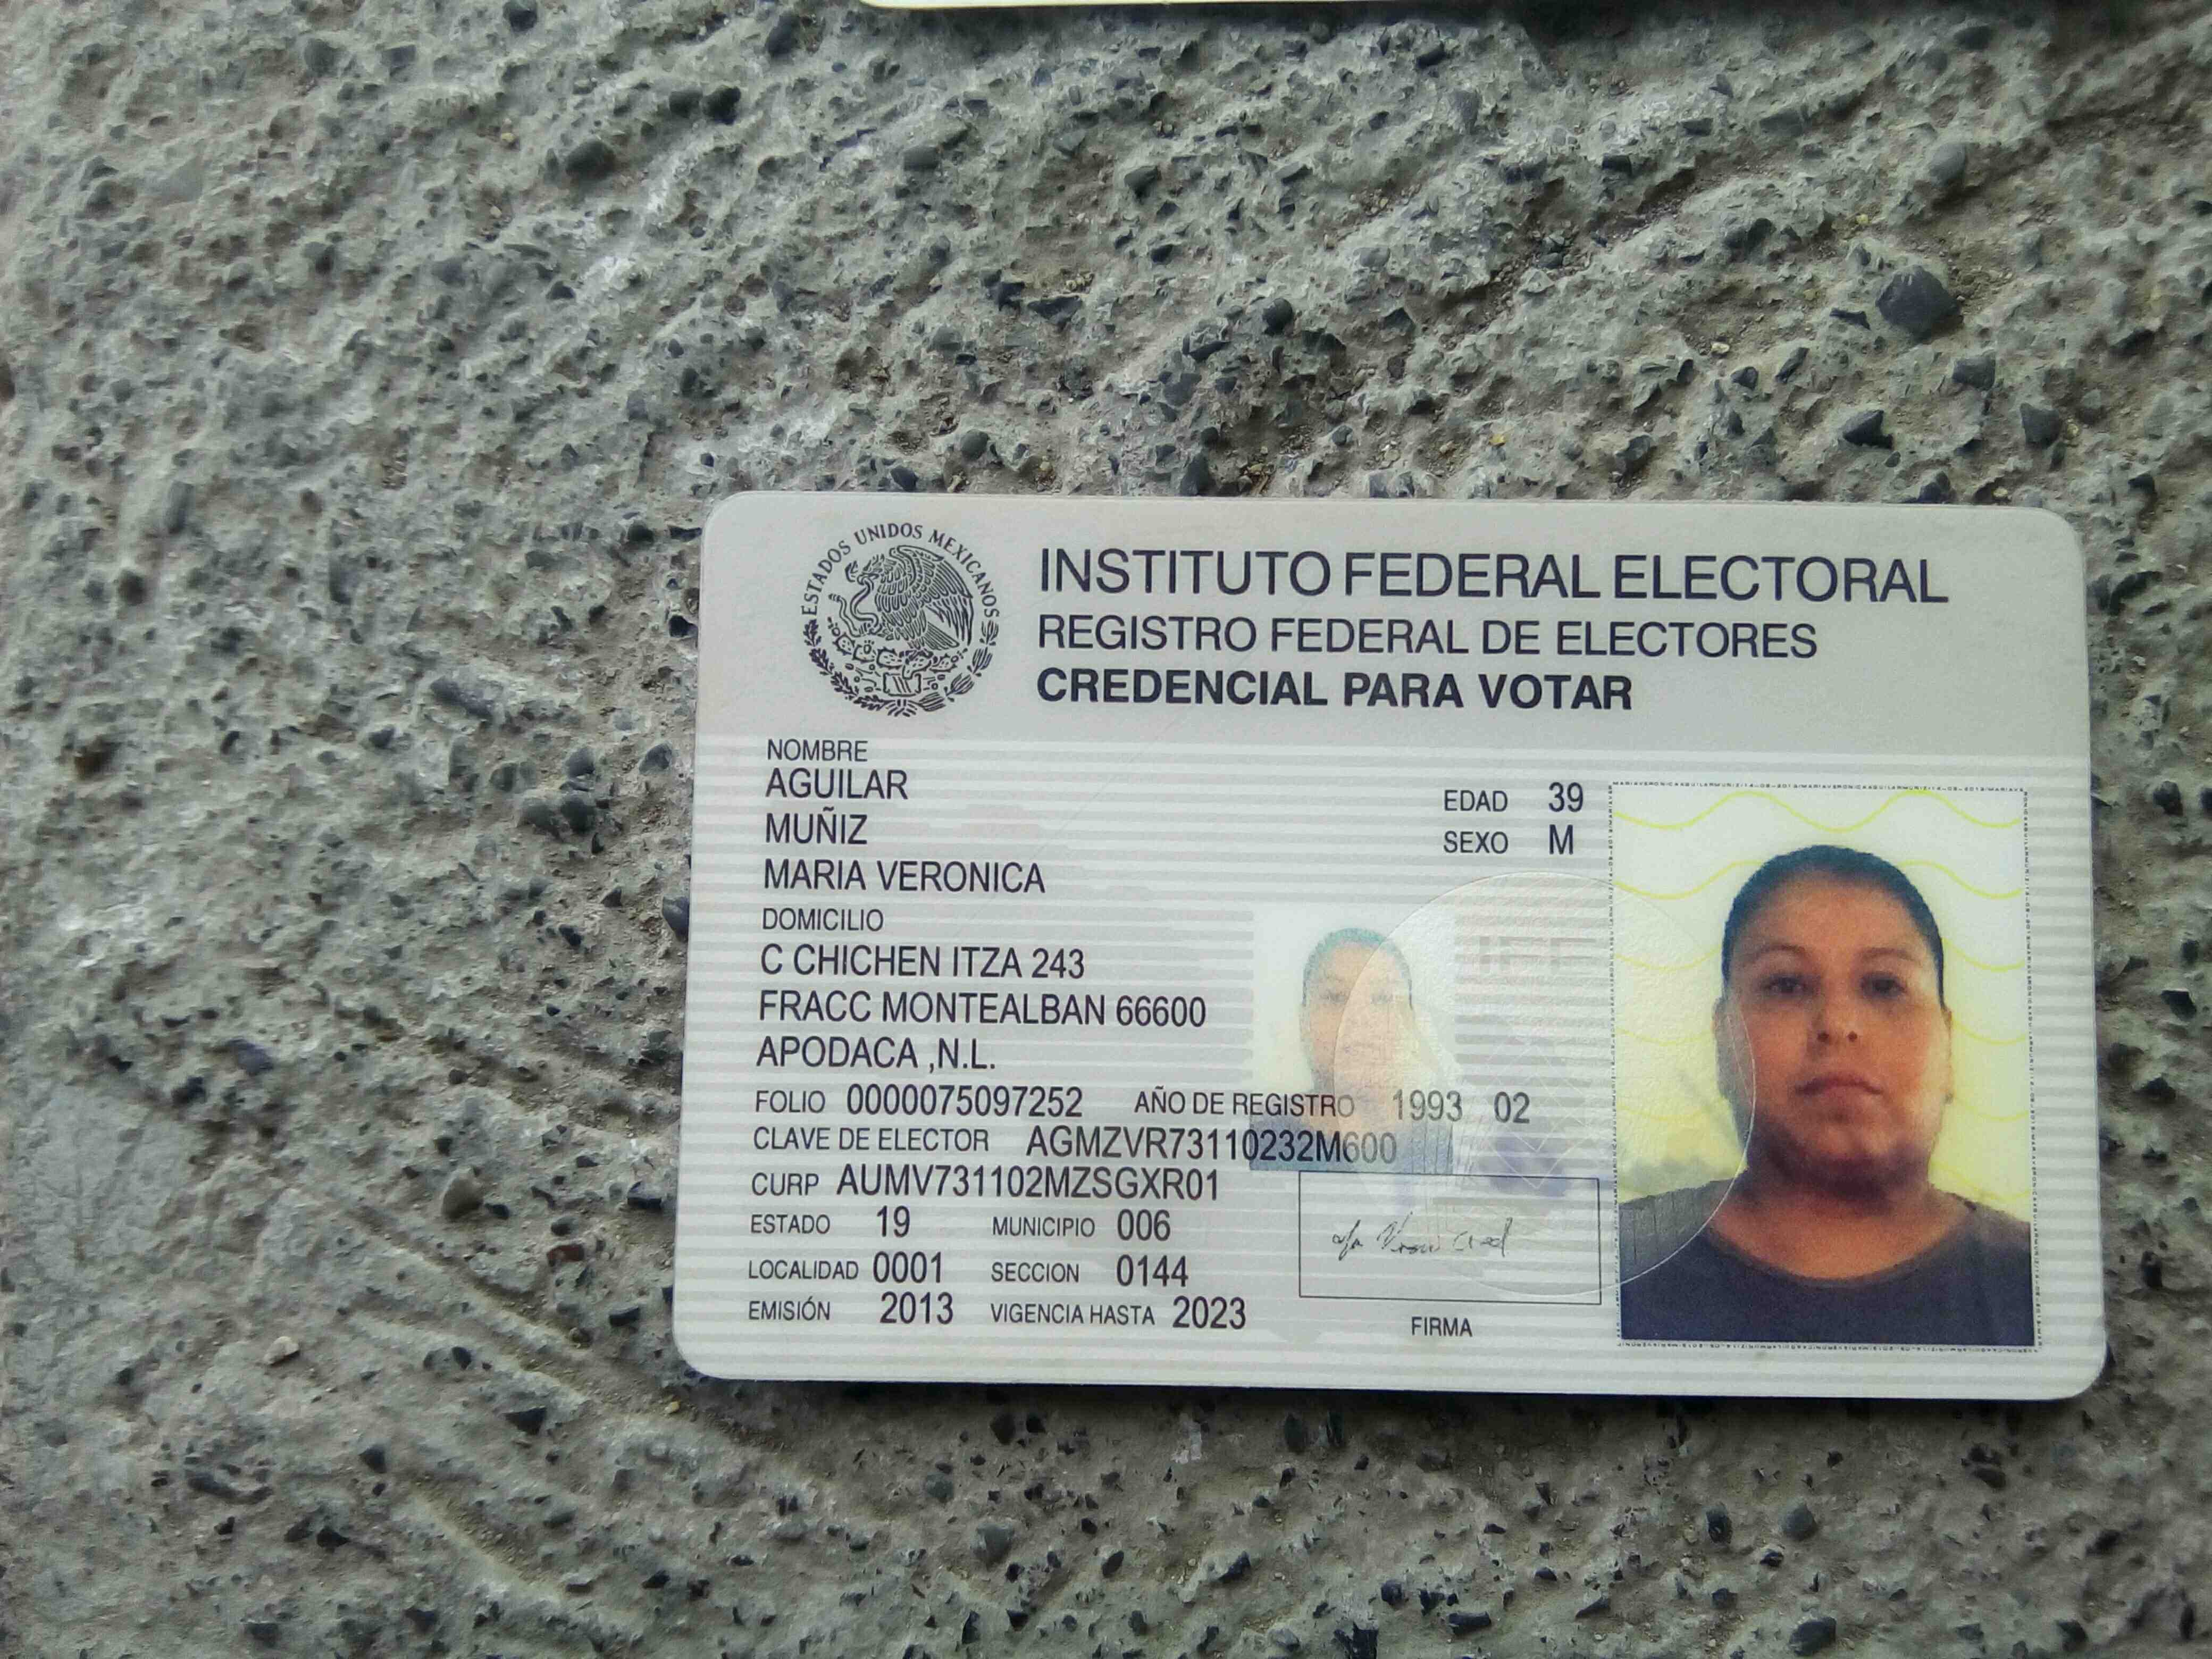 ESTADOS UNIDOS MEXICANOS
INSTITUTO FEDERAL ELECTORAL
REGISTRO FEDERAL DE ELECTORES
CREDENCIAL PARA VOTAR
NOMBRE
AGUILAR
MUÑIZ
MARIA VERONICA
EDAD 39
SEXO M
DOMICILIO
C CHICHEN ITZA 243
FRACC MONTEALBAN 66600
APODACA ,N.L.
IFE
FOLIO 0000075097252 AÑO DE REGISTRO 1993 02
CLAVE DE ELECTOR AGMZVR73110232M600
CURP AUMV731102MZSGXR01
ESTADO 19 MUNICIPIO 006
LOCALIDAD 0001 SECCION 0144
EMISIÓN 2013 VIGENCIA HASTA 2023
FIRMA